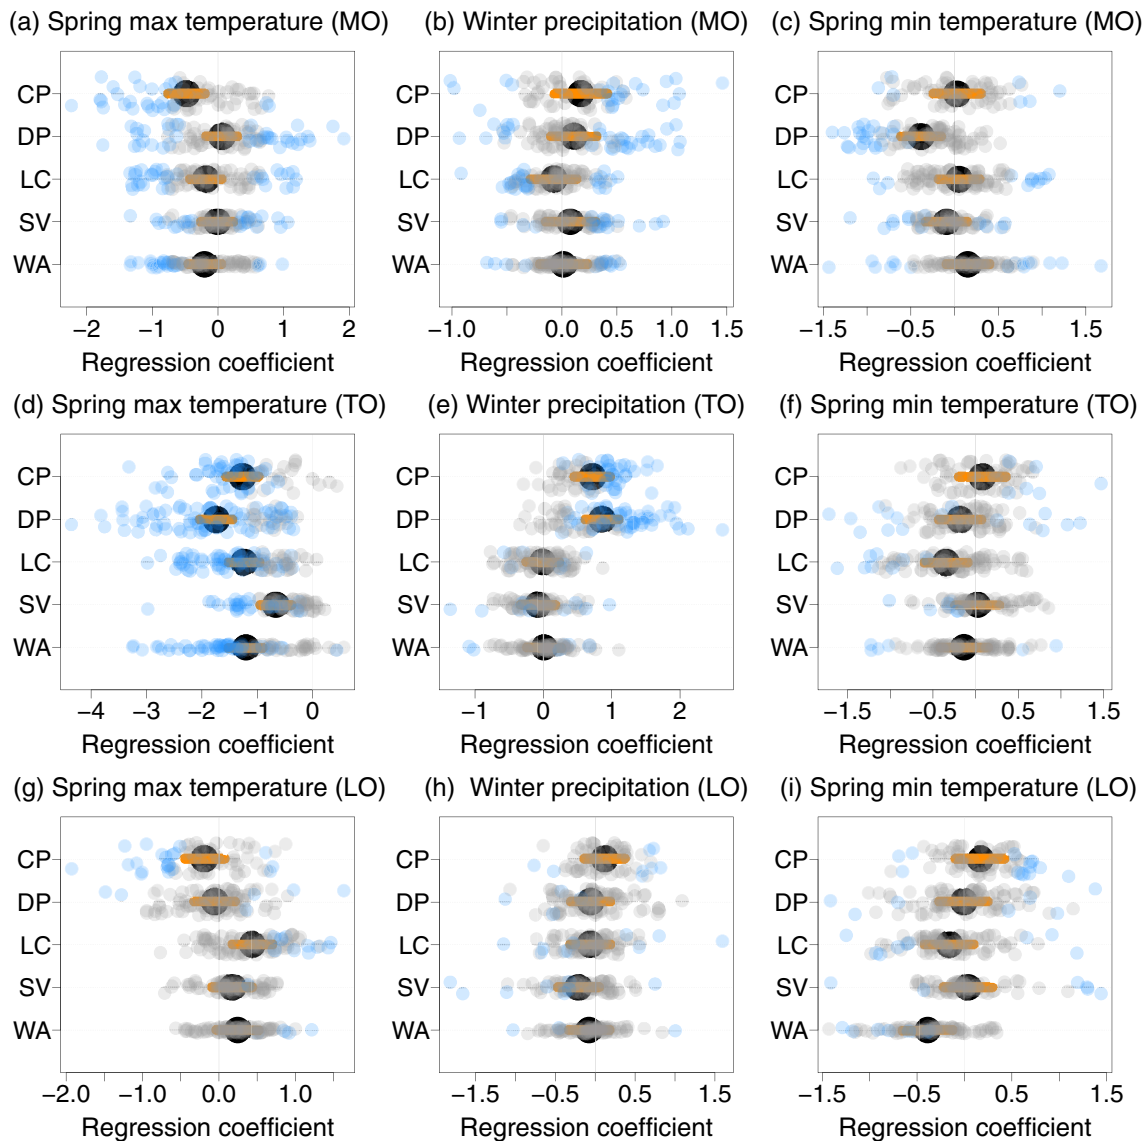 (a) Spring max temperature (MO)
(b) Winter precipitation (MO)
(c) Spring min temperature (MO)
CP
DP
LC
SV
WA
−2 −1 0 1 2
Regression coefficient
CP
DP
LC
SV
WA
−1.0 0.0 0.5 1.0 1.5
Regression coefficient
CP
DP
LC
SV
WA
−1.5 −0.5 0.5 1.5
Regression coefficient
(d) Spring max temperature (TO)
(e) Winter precipitation (TO)
(f) Spring min temperature (TO)
CP
DP
LC
SV
WA
−4 −3 −2 −1 0
Regression coefficient
CP
DP
LC
SV
WA
−1 0 1 2
Regression coefficient
CP
DP
LC
SV
WA
−1.5 −0.5 0.5 1.5
Regression coefficient
(g) Spring max temperature (LO)
(h) Winter precipitation (LO)
(i) Spring min temperature (LO)
CP
DP
LC
SV
WA
−2.0 −1.0 0.0 1.0
Regression coefficient
CP
DP
LC
SV
WA
−1.5 −0.5 0.5 1.5
Regression coefficient
CP
DP
LC
SV
WA
−1.5 −0.5 0.5 1.5
Regression coefficient